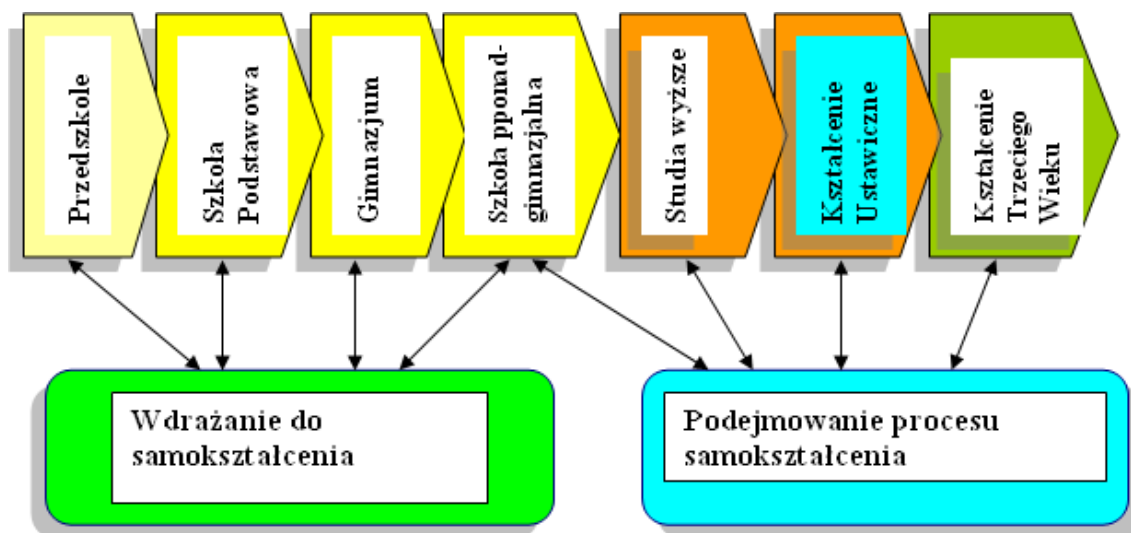 Przedszkole
Szkoła
Podstawowa
Gimnazjum
Szkoła pponad-
gimnazjalna
Studia wyższe
Kształcenie
Ustawiczne
Kształcenie
Trzeciego
Wieku
Wdrażanie do
samokształcenia
Podejmowanie procesu
samokształcenia